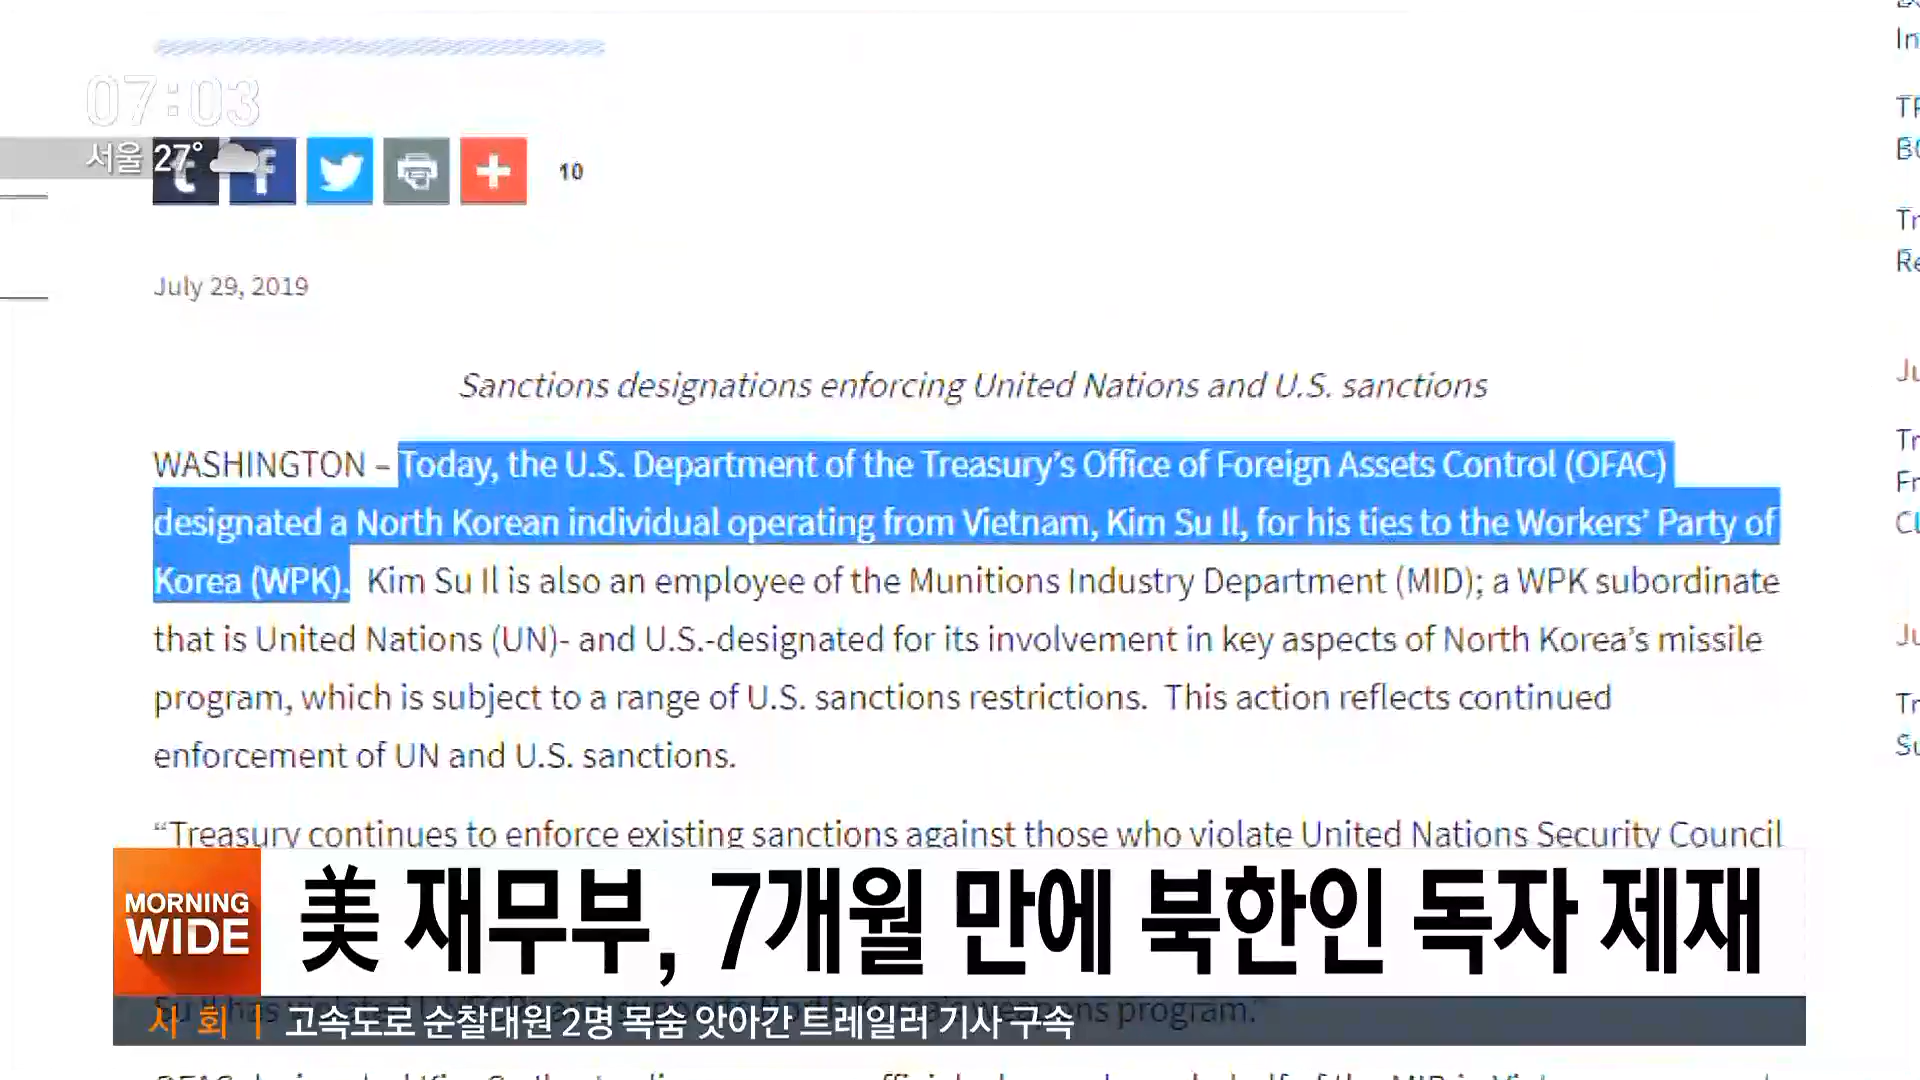 07:03
서울 27°
10
July 29, 2019
Sanctions designations enforcing United Nations and U.S. sanctions
WASHINGTON – Today, the U.S. Department of the Treasury’s Office of Foreign Assets Control (OFAC)
designated a North Korean individual operating from Vietnam, Kim Su Il, for his ties to the Workers’ Party of
Korea (WPK). Kim Su Il is also an employee of the Munitions Industry Department (MID); a WPK subordinate
that is United Nations (UN)- and U.S.-designated for its involvement in key aspects of North Korea’s missile
program, which is subject to a range of U.S. sanctions restrictions. This action reflects continued
enforcement of UN and U.S. sanctions.
“Treasury continues to enforce existing sanctions against those who violate United Nations Security Council
MORNING
WIDE
美 재무부, 7개월 만에 북한인 독자 제재
사 회 | 고속도로 순찰대원 2명 목숨 앗아간 트레일러 기사 구속
weapons program.”